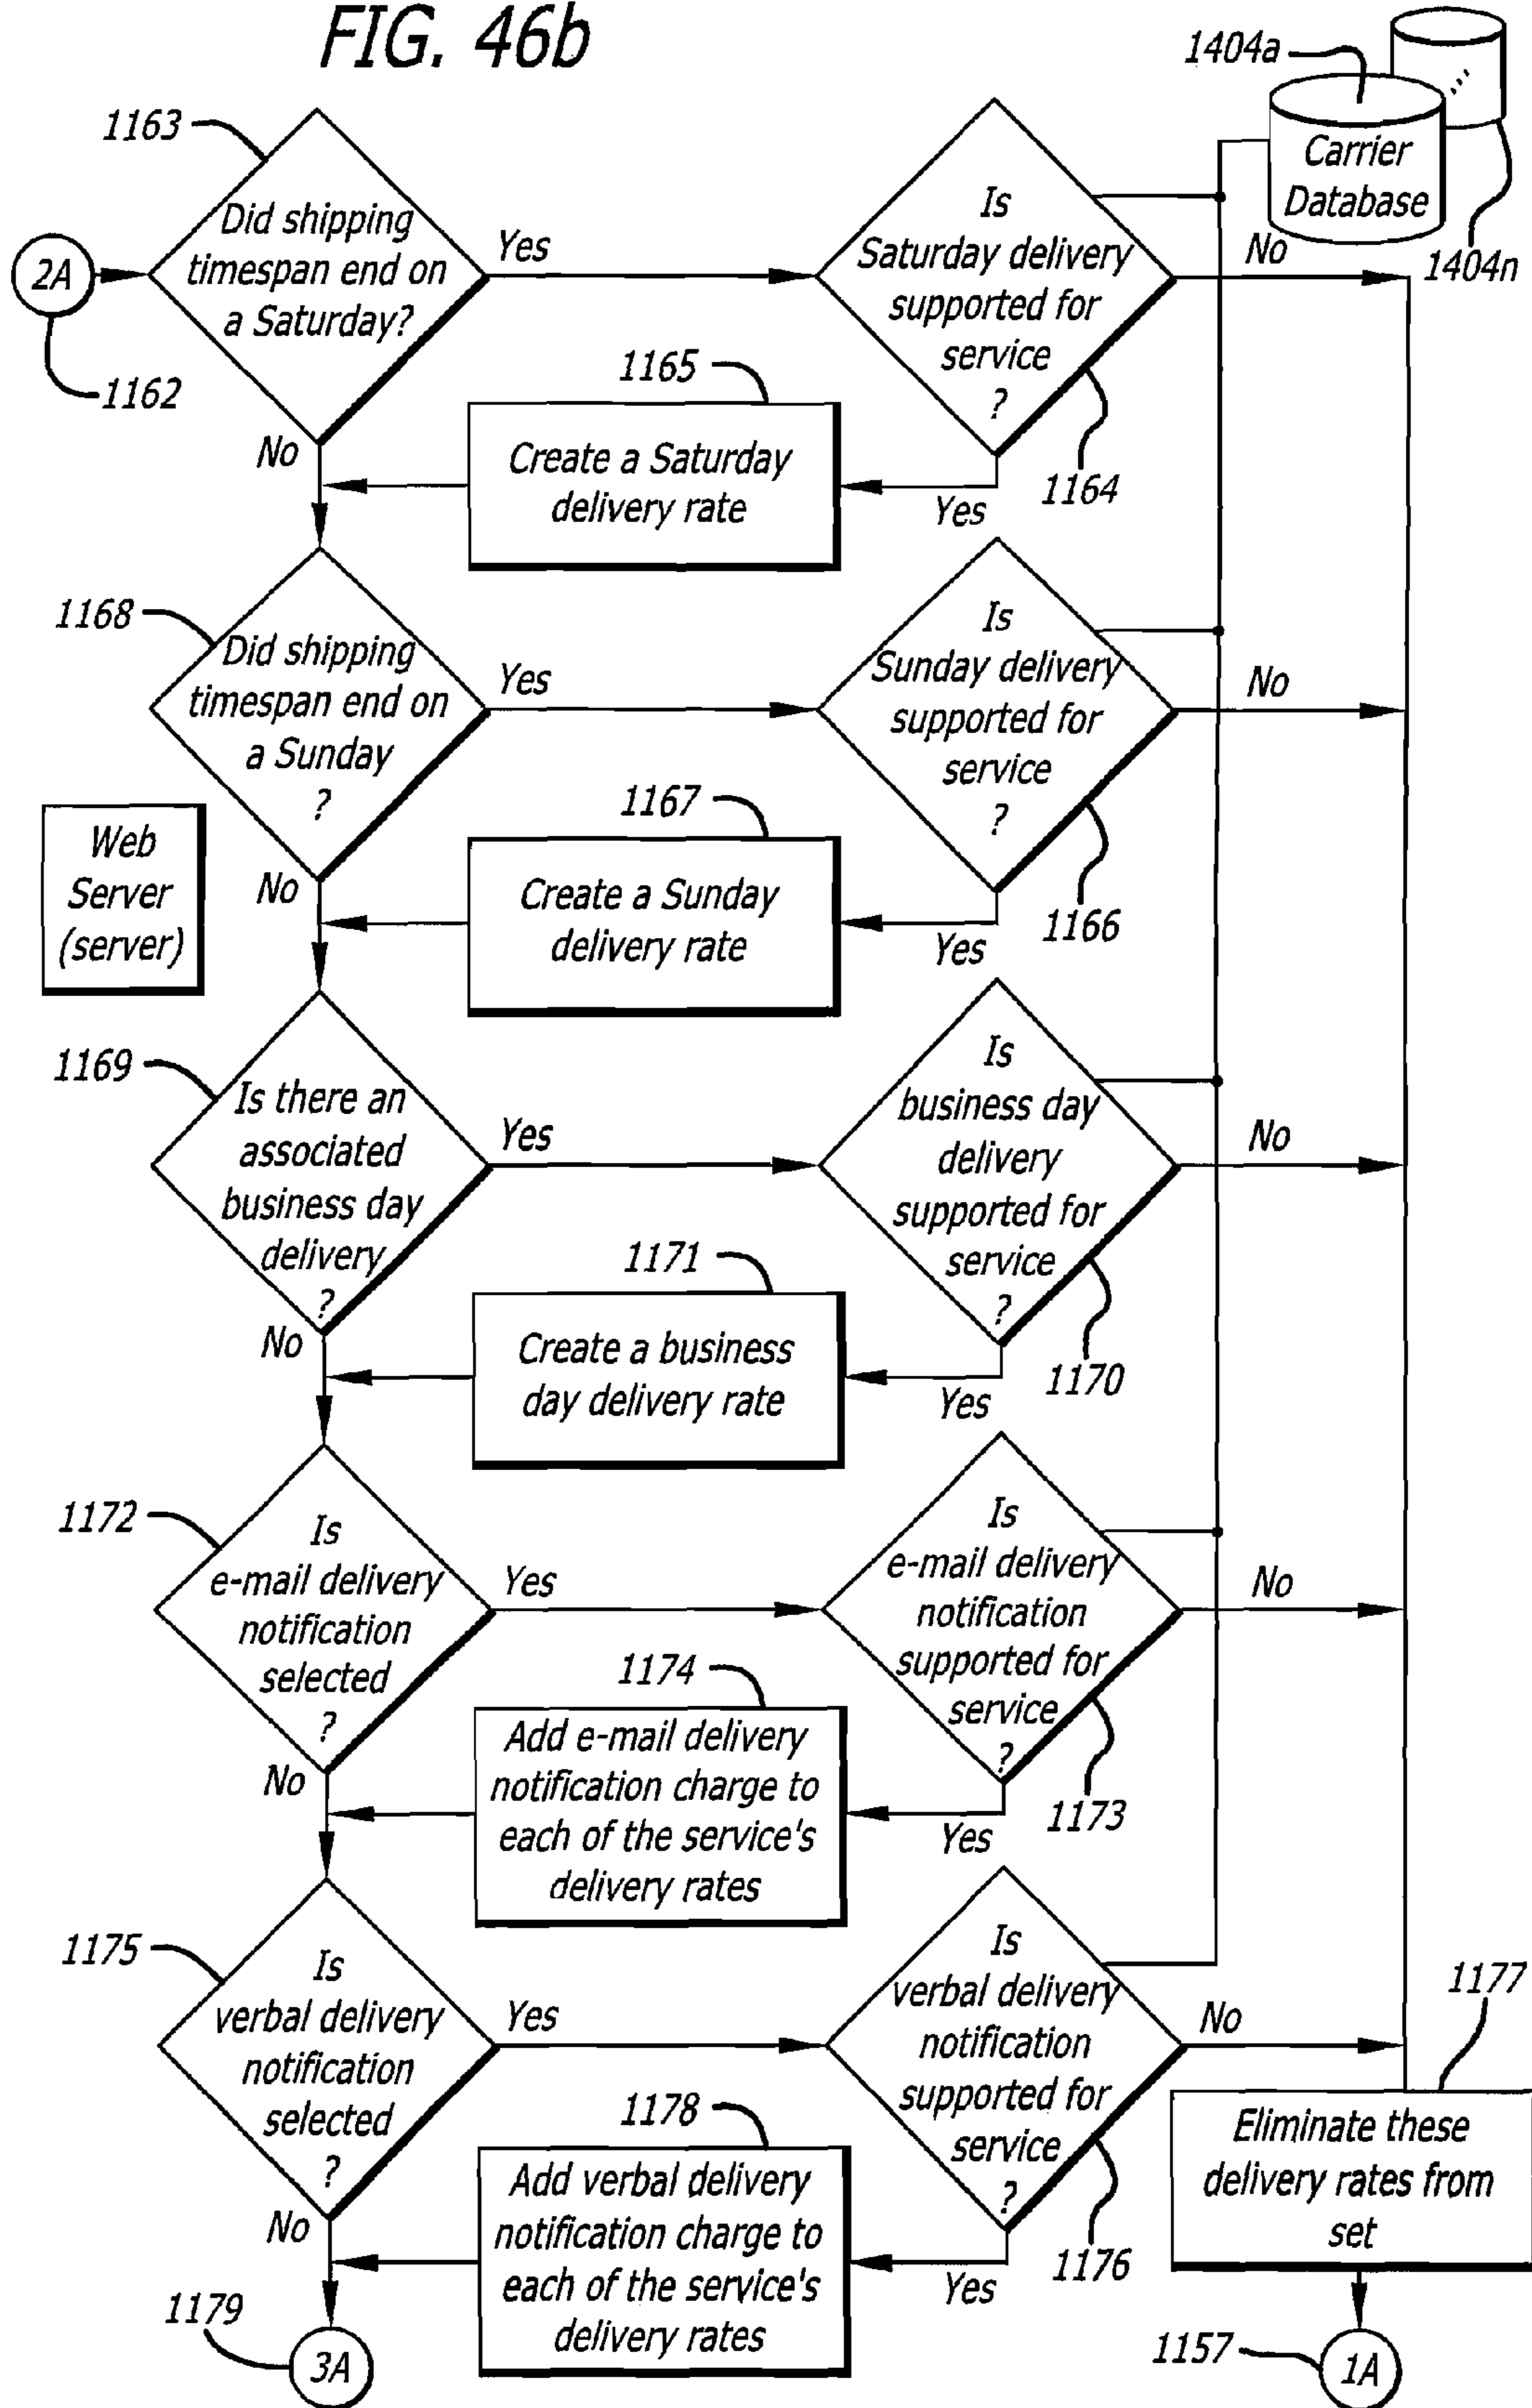 FIG. 46b
1404a
1163
Carrier
Database
Did shipping
timespan end on
a Saturday?
Is
Saturday delivery
supported for
service
?
Yes
No
2A
1404n
1162
1165
Create a Saturday
delivery rate
No
Yes
1164
1168
Did shipping
timespan end on
a Sunday
?
Yes
Is
Sunday delivery
supported for
service
?
No
Web
Server
(server)
1167
Create a Sunday
delivery rate
No
Yes
1166
1169
Is there an
associated
business day
delivery
?
Yes
Is
business day
delivery
supported for
service
?
No
1171
Create a business
day delivery rate
No
Yes
1170
1172
Is
e-mail delivery
notification
selected
?
Yes
Is
e-mail delivery
notification
supported for
service
?
No
1174
Add e-mail delivery
notification charge to
each of the service's
delivery rates
No
Yes
1173
1175
Is
verbal delivery
notification
selected
?
Yes
Is
verbal delivery
notification
supported for
service
?
No
1177
Eliminate these
delivery rates from
set
1178
Add verbal delivery
notification charge to
each of the service's
delivery rates
No
Yes
1176
1179
3A
1157
1A